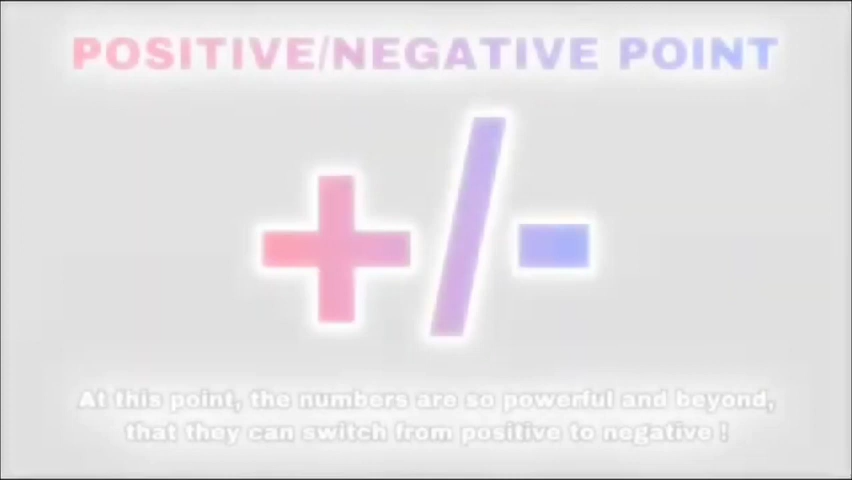 POSITIVE/NEGATIVE POINT
+/-
At this point, the numbers are so powerful and beyond,
that they can switch from positive to negative !